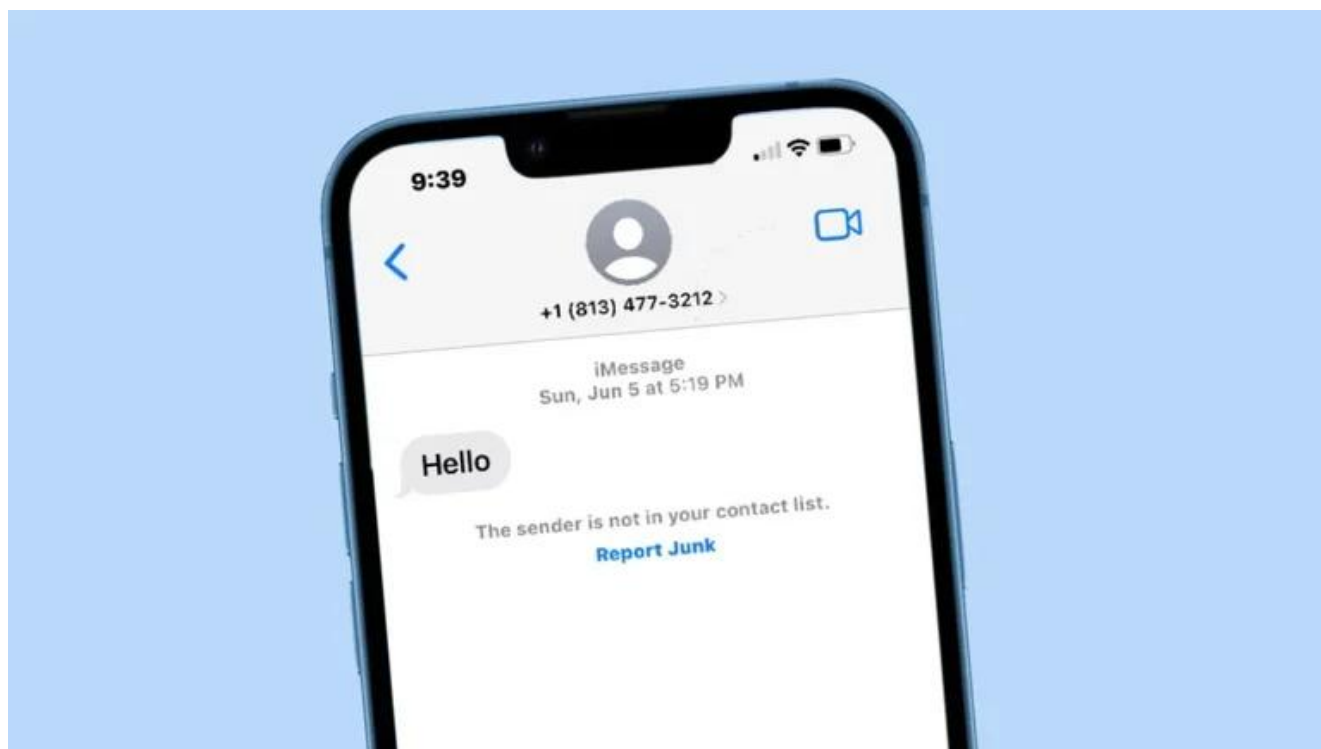 9:39
+1 (813) 477-3212
iMessage
Sun, Jun 5 at 5:19 PM
Hello
The sender is not in your contact list.
Report Junk